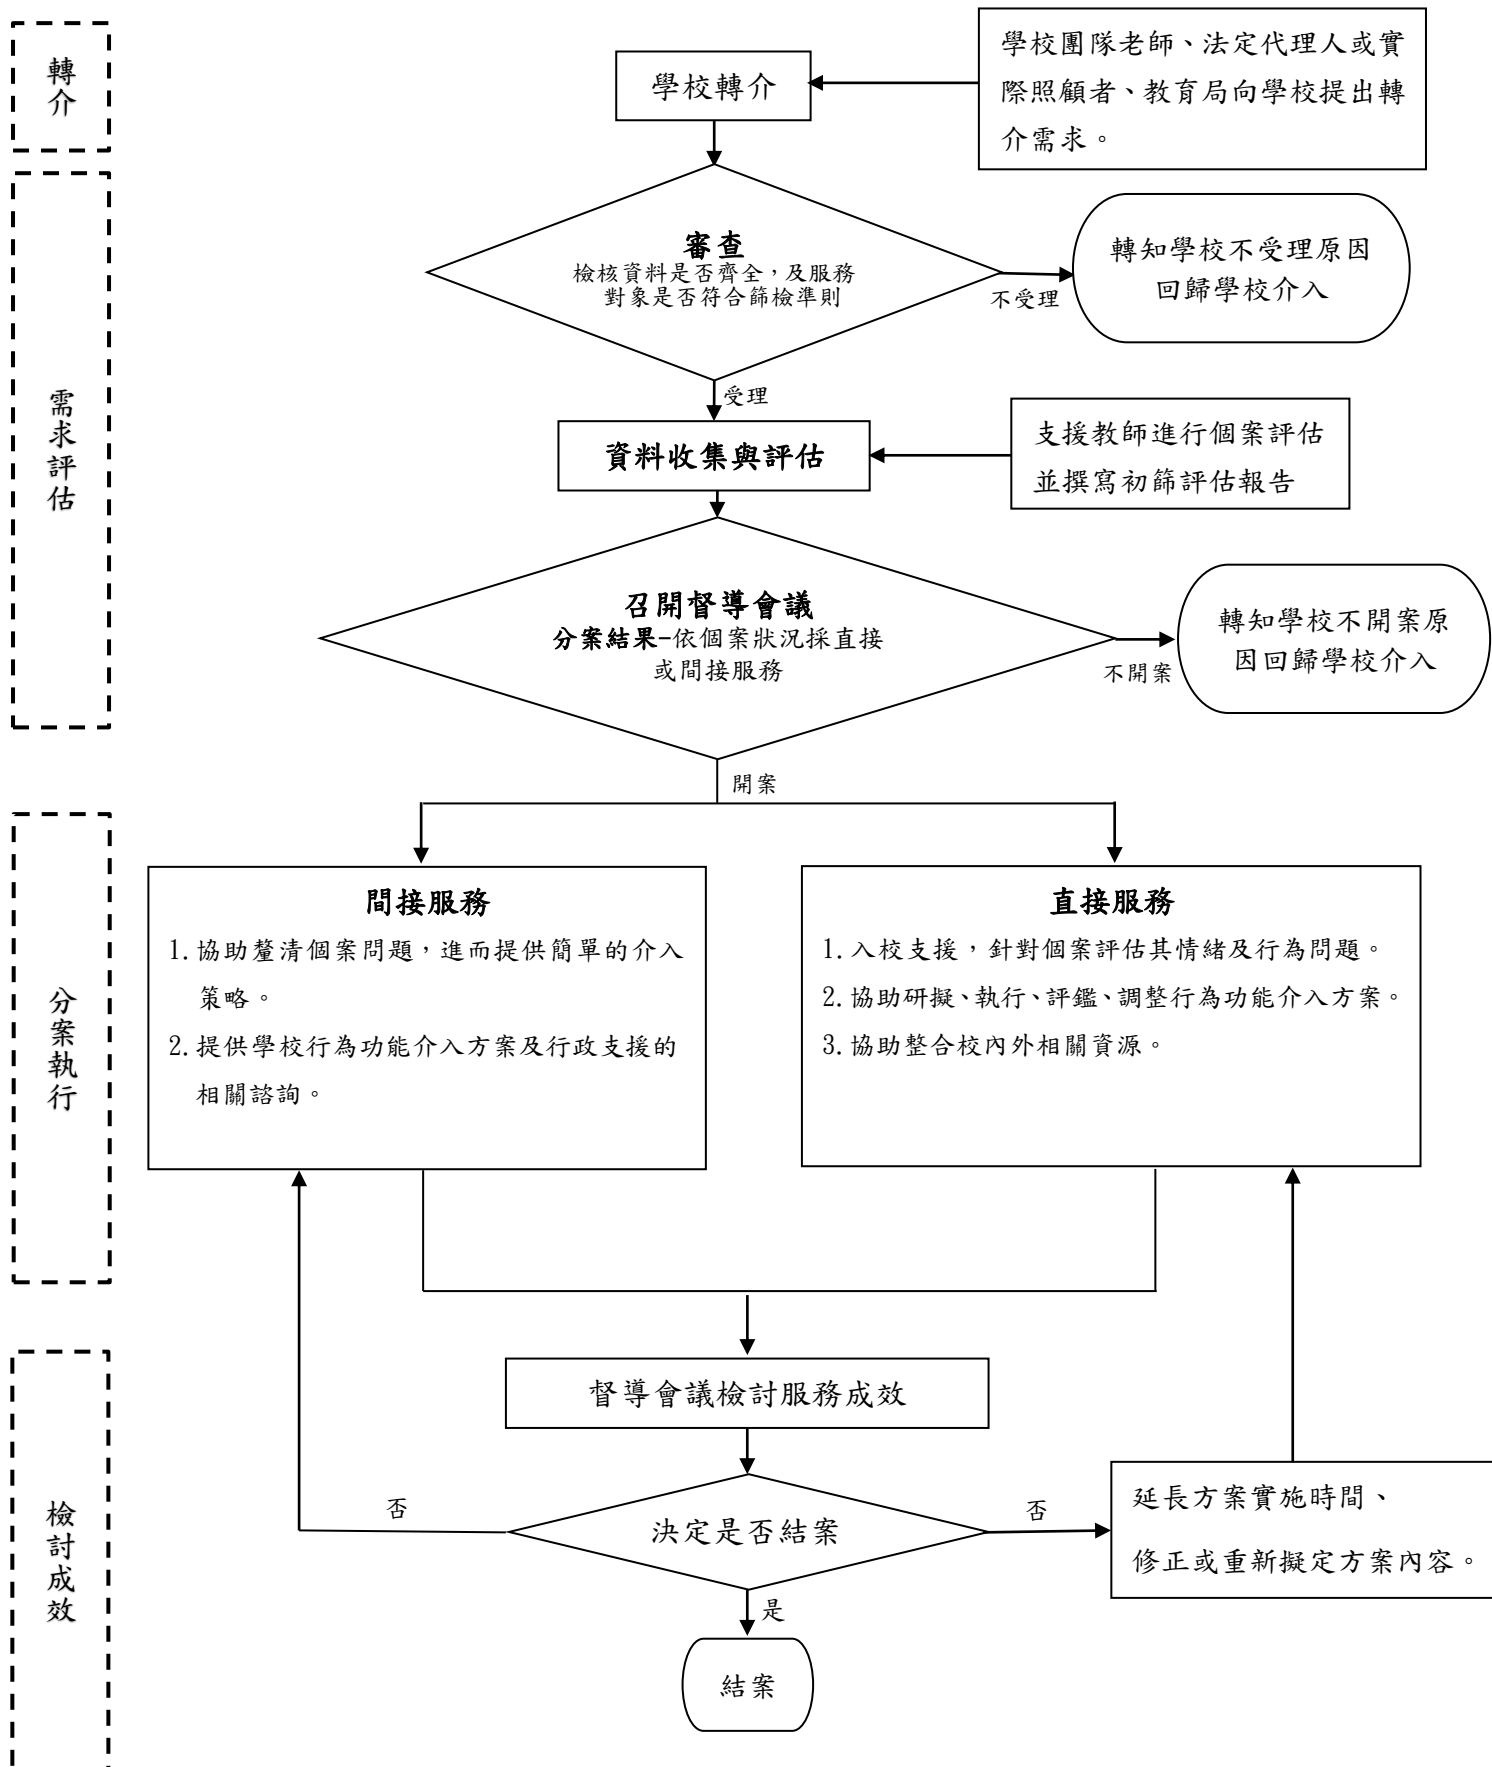 轉介
學校轉介
學校團隊老師、法定代理人或實
際照顧者、教育局向學校提出轉
介需求。
需求評估
審查
檢核資料是否齊全，及服務
對象是否符合篩檢準則
不受理
轉知學校不受理原因
回歸學校介入
受理
資料收集與評估
支援教師進行個案評估
並撰寫初篩評估報告
召開督導會議
分案結果-依個案狀況採直接
或間接服務
不開案
轉知學校不開案原
因回歸學校介入
開案
分案執行
間接服務
1.協助釐清個案問題，進而提供簡單的介入
策略。
2.提供學校行為功能介入方案及行政支援的
相關諮詢。
直接服務
1.入校支援，針對個案評估其情緒及行為問題。
2.協助研擬、執行、評鑑、調整行為功能介入方案。
3.協助整合校內外相關資源。
檢討成效
督導會議檢討服務成效
否
決定是否結案
否
延長方案實施時間、
修正或重新擬定方案內容。
是
結案